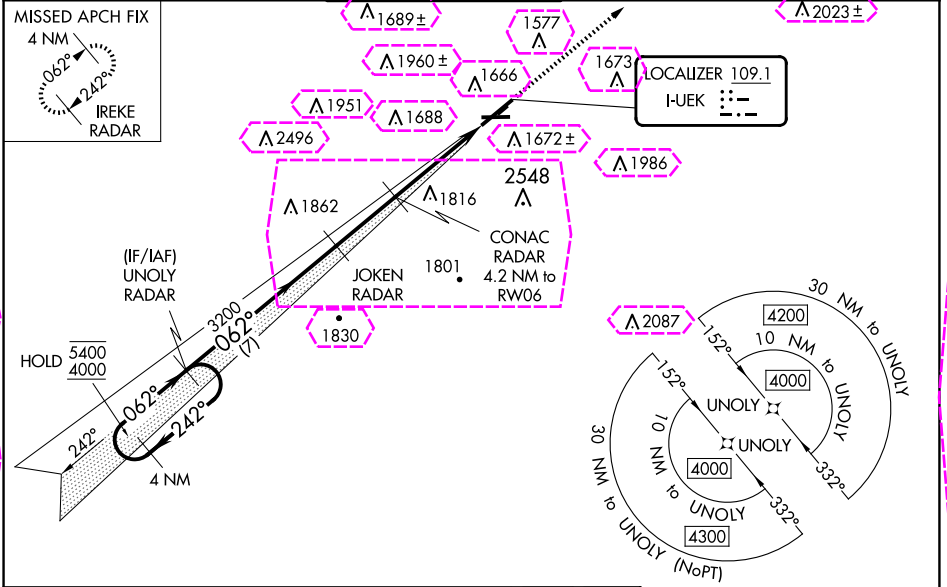 MISSED APCH FIX
4 NM
062°
242°
IREKE
RADAR
1689 ±
1577
2023 ±
1960 ±
1666
1673
LOCALIZER 109.1
I-UEK
1951
1688
2496
1672 ±
1986
2548
1862
1816
CONAC
RADAR
4.2 NM to
RW06
(IF/IAF)
UNOLY
RADAR
JOKEN
RADAR
1801
3200
062°
(7)
1830
HOLD
5400
4000
062°
242°
242°
4 NM
2087
30 NM to UNOLY
4200
10 NM to UNOLY
4000
152°
UNOLY
332°
152°
UNOLY
4000
10 NM to UNOLY
332°
4300
30 NM to UNOLY (NoPT)